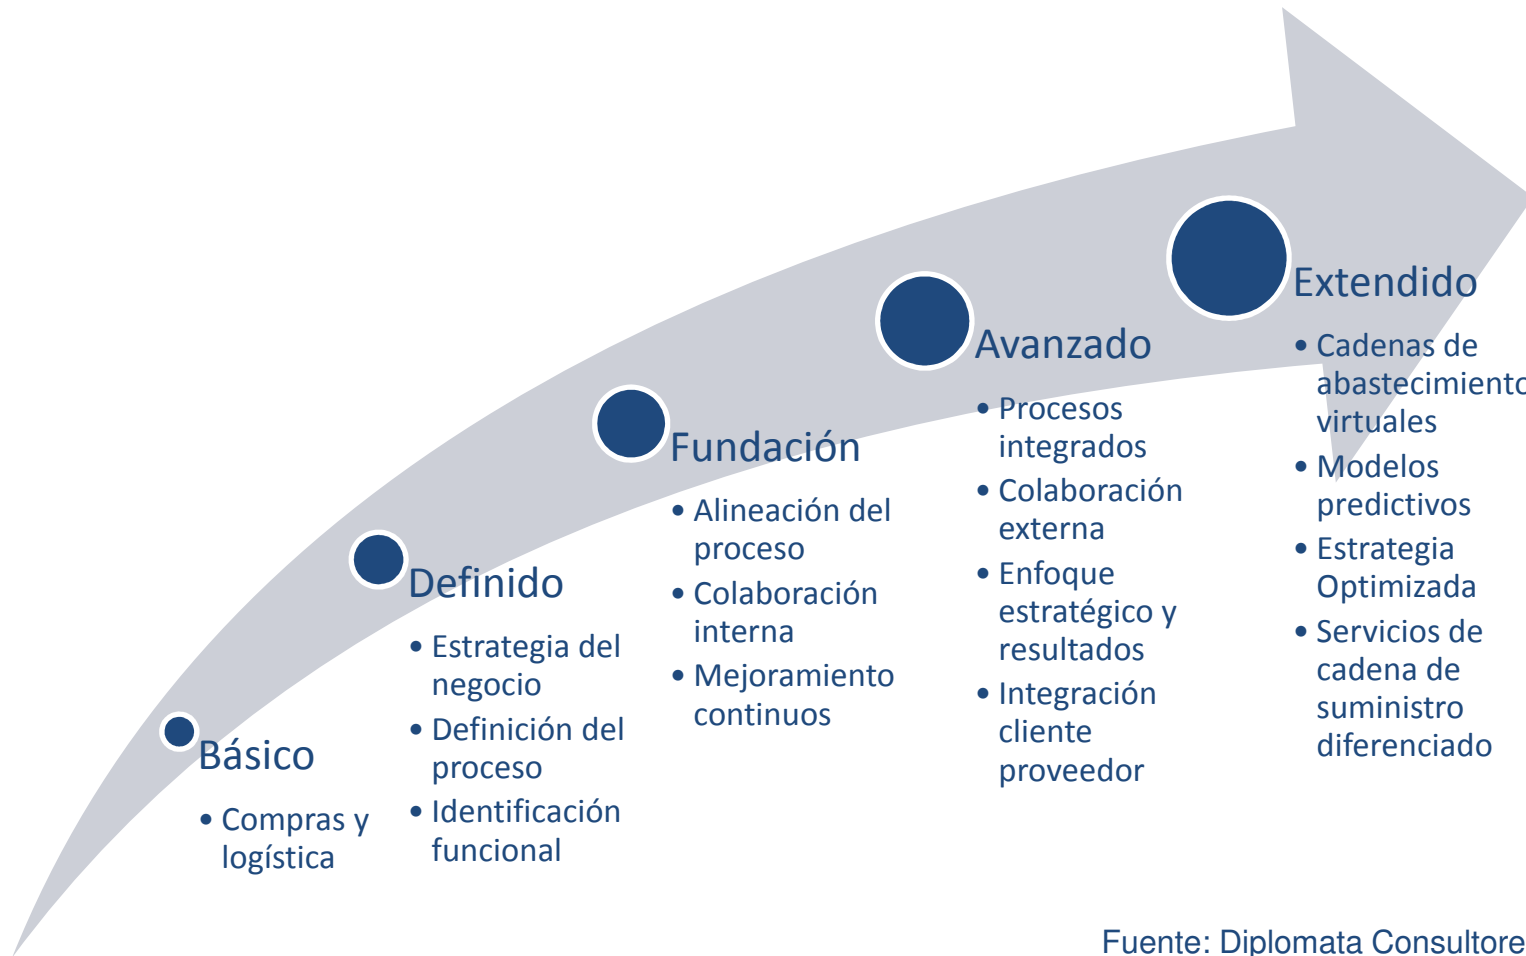 Básico
• Compras y
logística
Definido
• Estrategia del
negocio
• Definición del
proceso
• Identificación
funcional
Fundación
• Alineación del
proceso
• Colaboración
interna
• Mejoramiento
continuos
Avanzado
• Procesos
integrados
• Colaboración
externa
• Enfoque
estratégico y
resultados
• Integración
cliente
proveedor
Extendido
• Cadenas de
abastecimiento
virtuales
• Modelos
predictivos
• Estrategia
Optimizada
• Servicios de
cadena de
suministro
diferenciado
Fuente: Diplomata Consultore